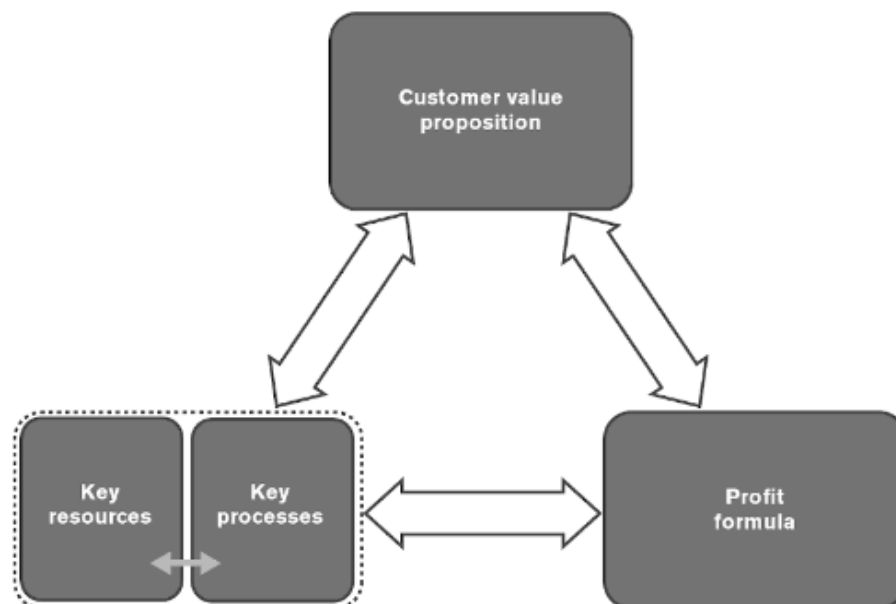 Customer value
proposition
Key
resources
Key
processes
Profit
formula